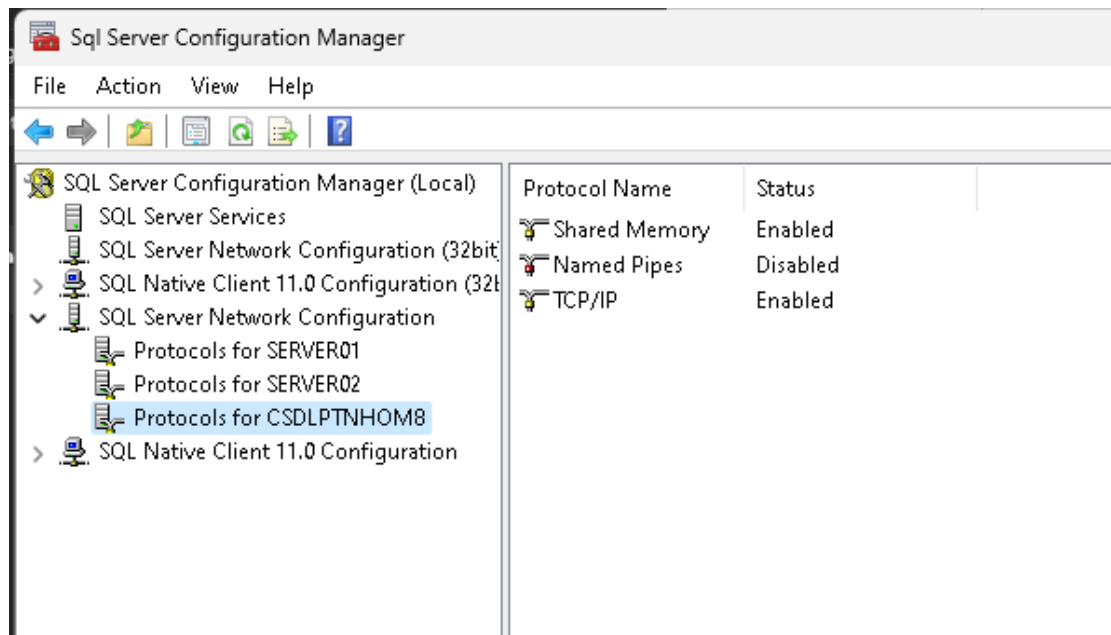 Sql Server Configuration Manager
File Action View Help
SQL Server Configuration Manager (Local)
SQL Server Services
SQL Server Network Configuration (32bit
SQL Native Client 11.0 Configuration (32b
SQL Server Network Configuration
Protocols for SERVER01
Protocols for SERVER02
Protocols for CSDLPTNHOM8
SQL Native Client 11.0 Configuration
Protocol Name Status
Shared Memory Enabled
Named Pipes Disabled
TCP/IP Enabled